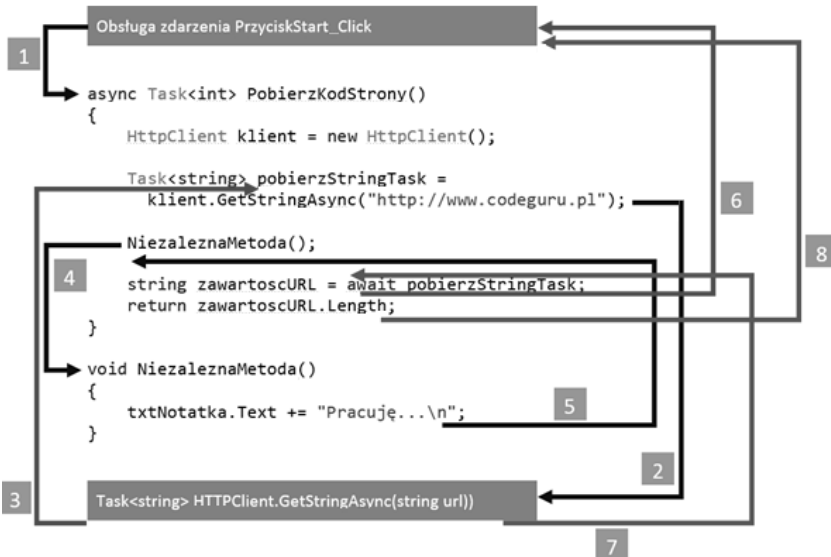 Obsługa zdarzenia PrzyciskStart_Click
1
async Task<int> PobierzKodStrony()
{
HttpClient klient = new HttpClient();
Task<string> pobierzStringTask =
klient.GetStringAsync("http://www.codeguru.pl");
6
NiezaleznaMetoda();
8
4
string zawartoscURL = await pobierzStringTask;
return zawartoscURL.Length;
}
void NiezaleznaMetoda()
{
txtNotatka.Text += "Pracuję...\n";
5
}
2
3
Task<string> HTTPClient.GetStringAsync(string url))
7